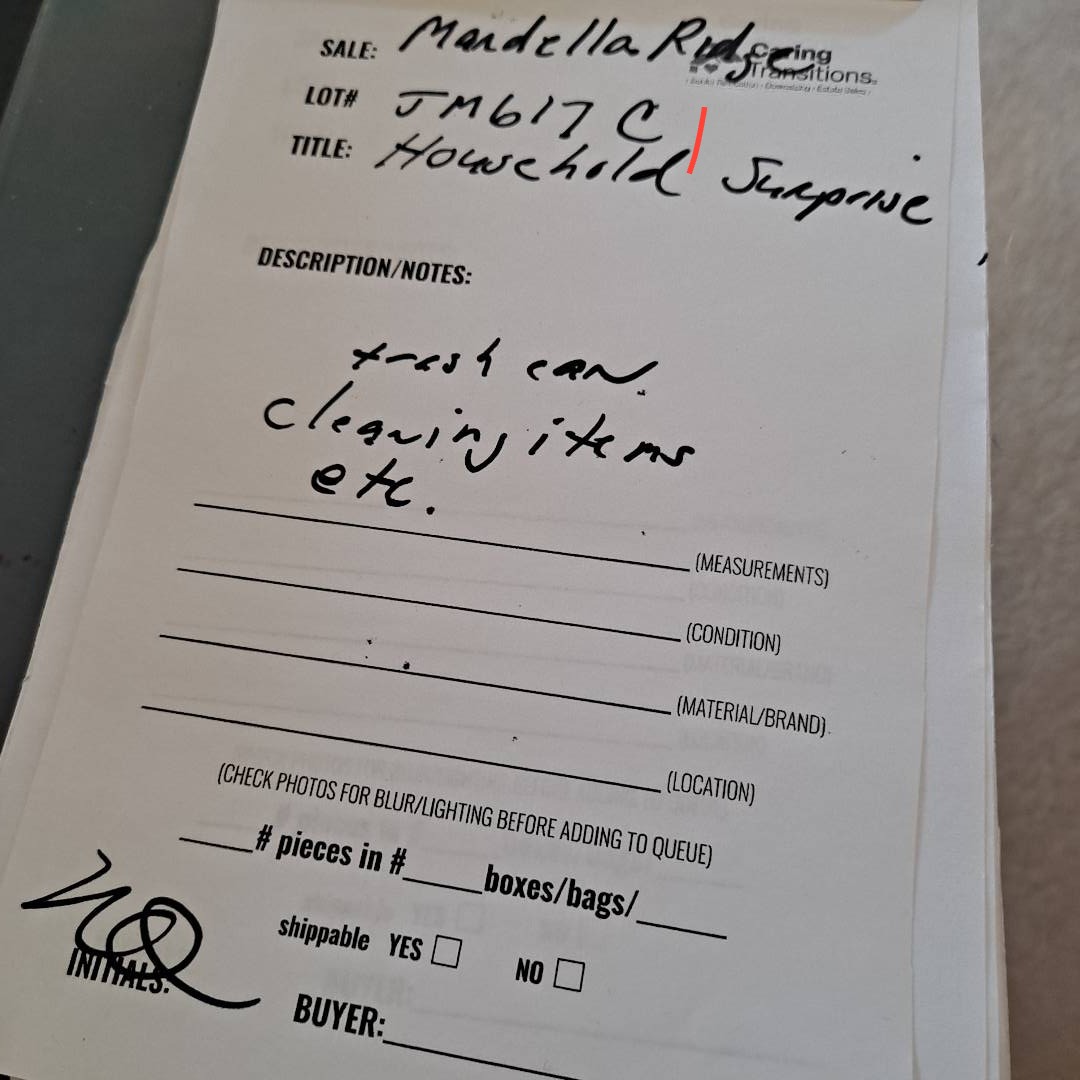 SALE: Mandella Ridge
Caring Transitions
LOT# JM617 C
TITLE: Household Surprise
DESCRIPTION/NOTES:
trash can.
cleaning items
etc.
(MEASUREMENTS)
(CONDITION)
(MATERIAL/BRAND)
(LOCATION)
(CHECK PHOTOS FOR BLUR/LIGHTING BEFORE ADDING TO QUEUE)
# pieces in # boxes/bags/
shippable YES NO
INITIALS:
BUYER: